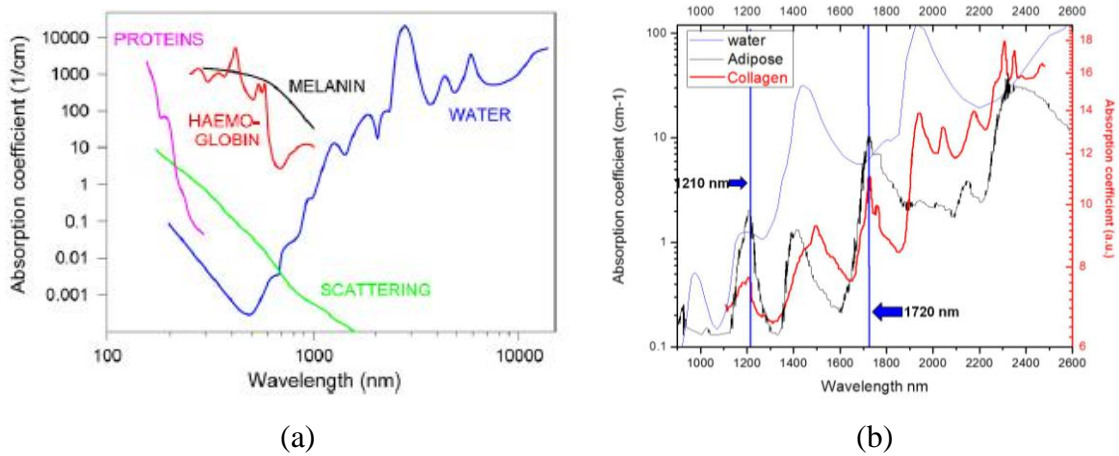 Absorption coefficient (1/cm)
10000
1000
100
10
1
0.1
0.01
0.001
PROTEINS
MELANIN
HAEMO-
GLOBIN
WATER
SCATTERING
100
1000
10000
Wavelength (nm)
(a)
1000 1200 1400 1600 1800 2000 2200 2400 2600
water
Adipose
Collagen
Absorption coefficient (cm-1)
100
10
1
0.1
1210 nm
1720 nm
18
16
14
12
10
8
6
Absorption coefficient (a.u.)
1000 1200 1400 1600 1800 2000 2200 2400 2600
Wavelength nm
(b)